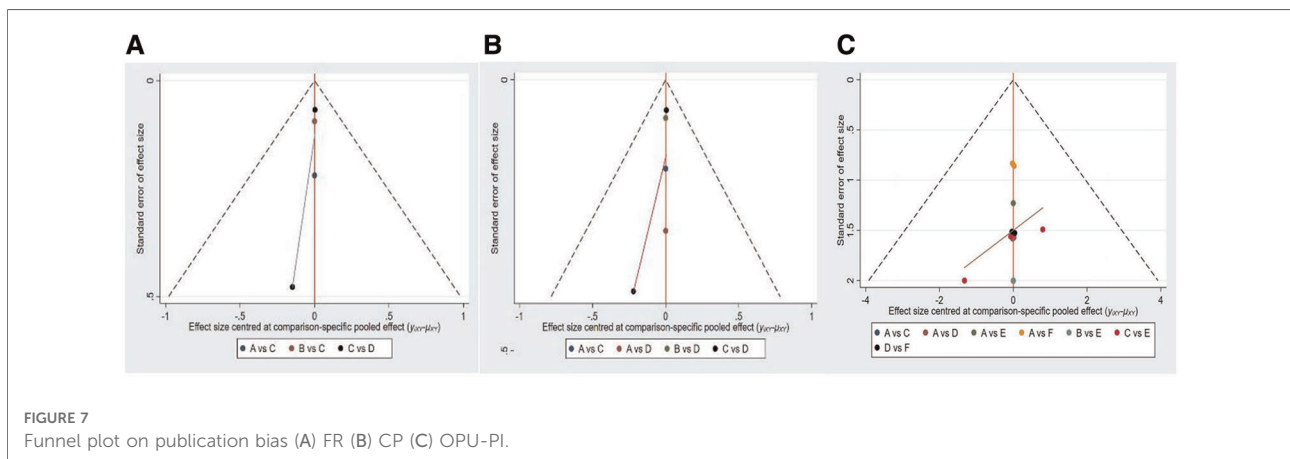 A
Standard error of effect size
0
.5
-1 -.5 0 .5 1
Effect size centred at comparison-specific pooled effect (yiXY-μXY)
A vs C B vs C C vs D
B
Standard error of effect size
0
.5-
-1 -.5 0 .5 1
Effect size centred at comparison-specific pooled effect (yiXY-μXY)
A vs C A vs D B vs D C vs D
C
Standard error of effect size
0
.5
1
1.5
2
-4 -2 0 2 4
Effect size centred at comparison-specific pooled effect (yiXY-μXY)
A vs C A vs D A vs E A vs F B vs E C vs E
D vs F
FIGURE 7
Funnel plot on publication bias (A) FR (B) CP (C) OPU-PI.